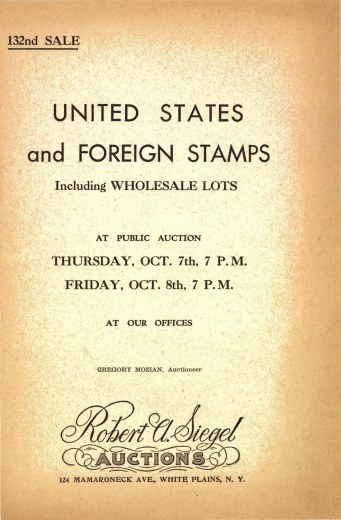 132nd SALE
UNITED STATES
and FOREIGN STAMPS
Including WHOLESALE LOTS
AT PUBLIC AUCTION
THURSDAY, OCT. 7th, 7 P.M.
FRIDAY, OCT. 8th, 7 P.M.
AT OUR OFFICES
GREGORY MOZIAN, Auctioneer
Robert A. Siegel
AUCTIONS
124 MAMARONECK AVE., WHITE PLAINS, N. Y.